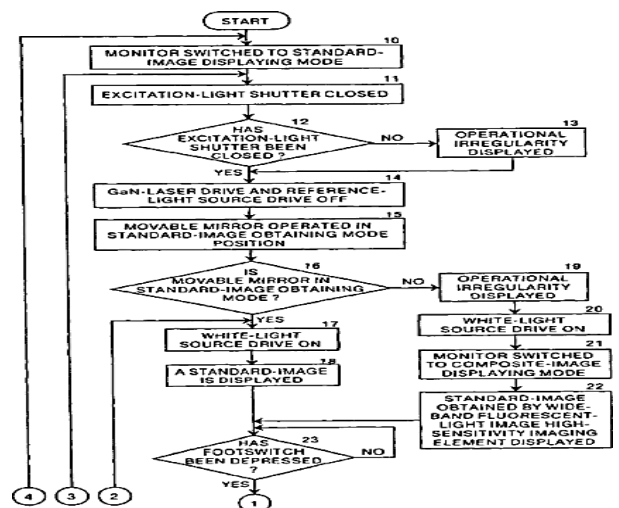 START
10
MONITOR SWITCHED TO STANDARD-
IMAGE DISPLAYING MODE
11
EXCITATION-LIGHT SHUTTER CLOSED
12
HAS
EXCITATION-LIGHT
SHUTTER BEEN
CLOSED ?
NO
13
OPERATIONAL
IRREGULARITY
DISPLAYED
YES
14
GaN-LASER DRIVE AND REFERENCE-
LIGHT SOURCE DRIVE OFF
15
MOVABLE MIRROR OPERATED IN
STANDARD-IMAGE OBTAINING MODE
POSITION
16
IS
MOVABLE MIRROR IN
STANDARD-IMAGE OBTAINING
MODE ?
NO
19
OPERATIONAL
IRREGULARITY
DISPLAYED
YES
17
WHITE-LIGHT
SOURCE DRIVE ON
20
WHITE-LIGHT
SOURCE DRIVE ON
18
A STANDARD-IMAGE
IS DISPLAYED
21
MONITOR SWITCHED
TO COMPOSITE-IMAGE
DISPLAYING MODE
22
STANDARD-IMAGE
OBTAINED BY WIDE-
BAND FLUORESCENT-
LIGHT IMAGE HIGH-
SENSITIVITY IMAGING
ELEMENT DISPLAYED
23
HAS
FOOTSWITCH
BEEN DEPRESSED
?
NO
YES
4
3
2
1